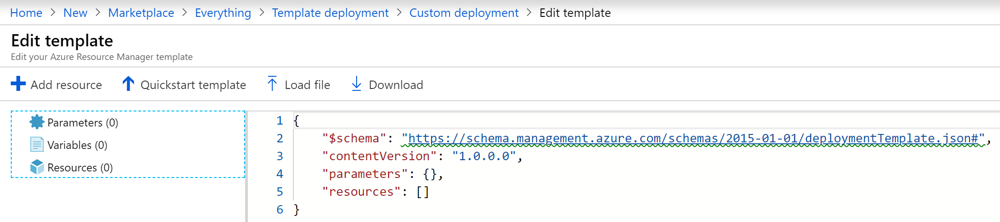 Home > New > Marketplace > Everything > Template deployment > Custom deployment > Edit template
Edit template
Edit your Azure Resource Manager template
Add resource Quickstart template Load file Download
Parameters (0)
Variables (0)
Resources (0)
1 {
2 "$schema": "https://schema.management.azure.com/schemas/2015-01-01/deploymentTemplate.json#",
3 "contentVersion": "1.0.0.0",
4 "parameters": {},
5 "resources": []
6 }